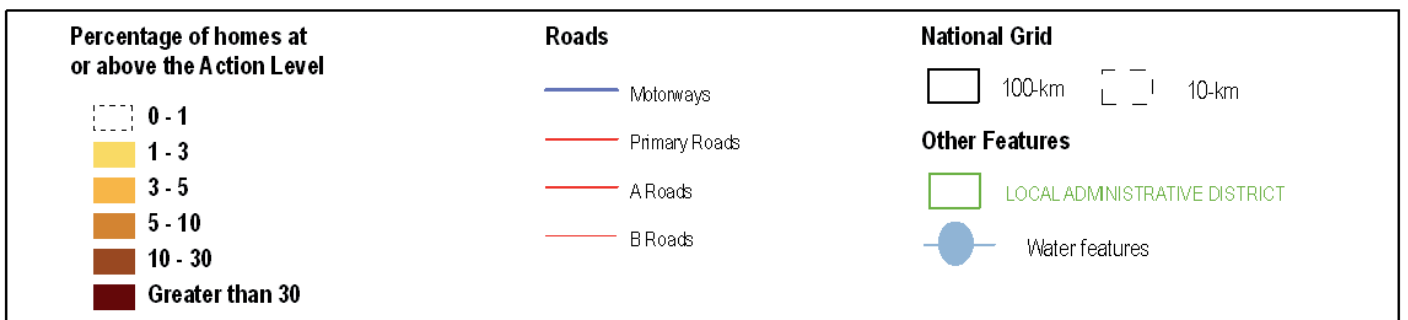 Percentage of homes at
or above the Action Level
0 - 1
1 - 3
3 - 5
5 - 10
10 - 30
Greater than 30
Roads
Motorways
Primary Roads
A Roads
B Roads
National Grid
100-km
10-km
Other Features
LOCAL ADMINISTRATIVE DISTRICT
Water features